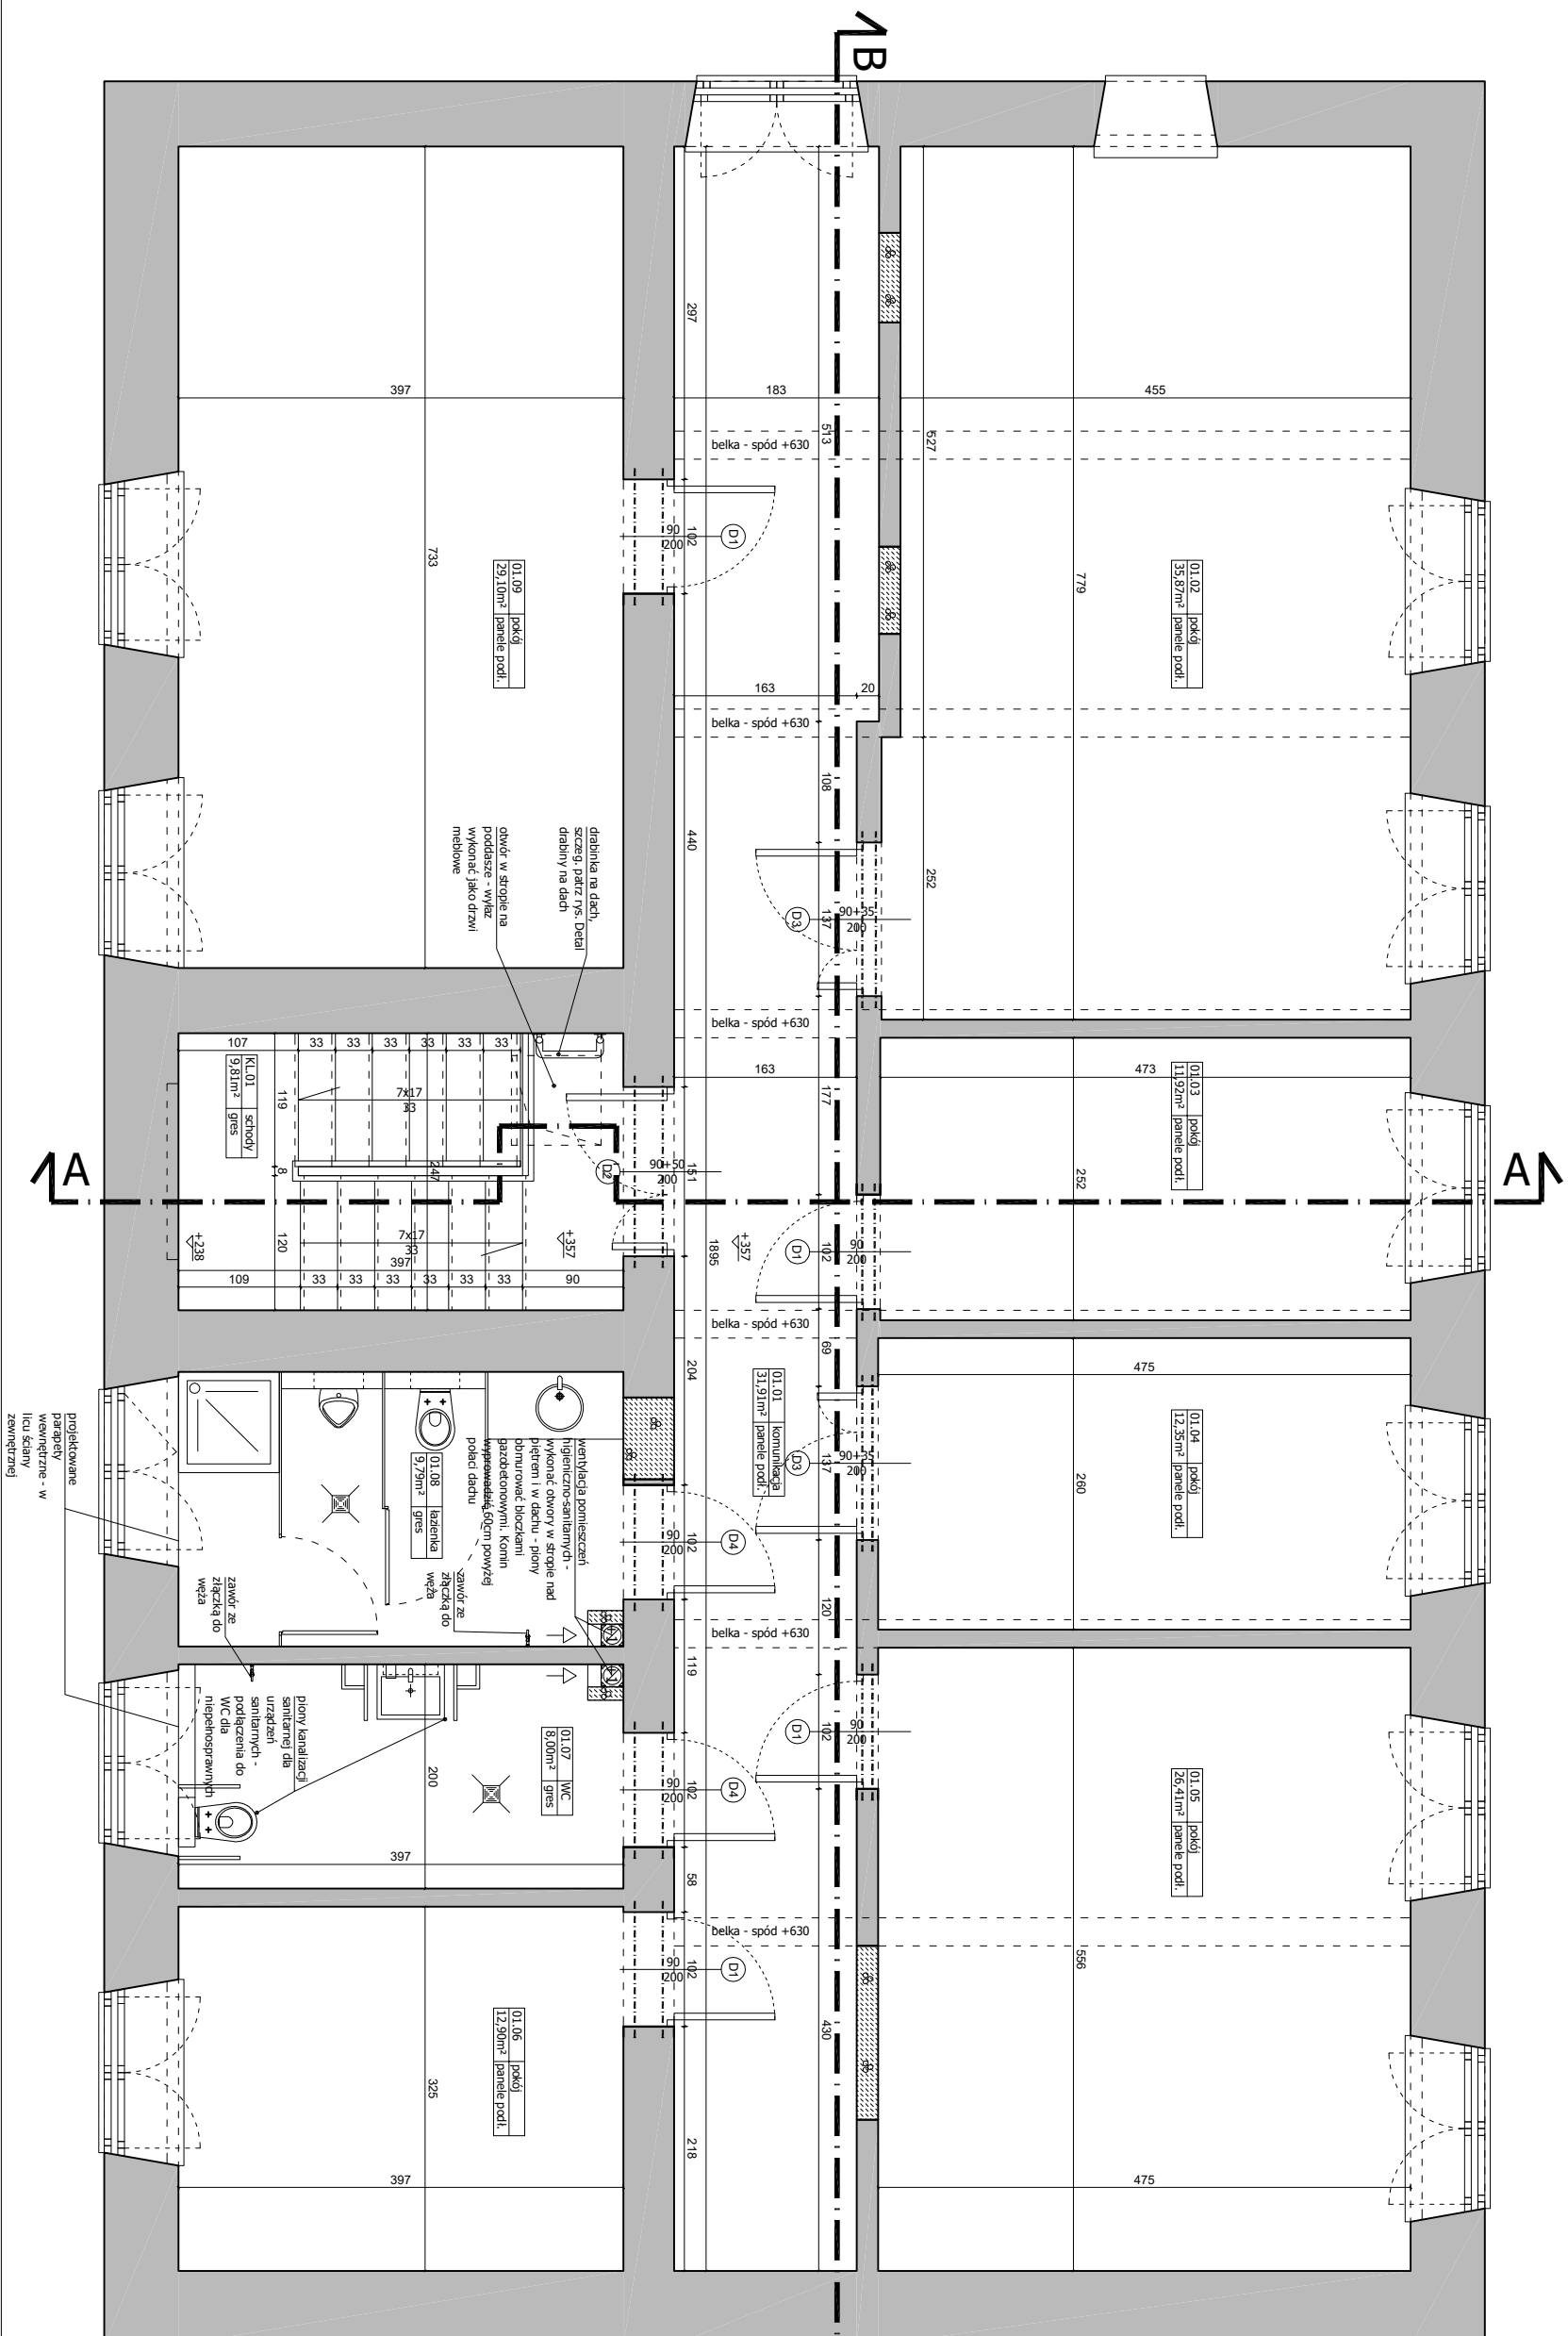 B
183
455
397
297
513
527
belka - spód +630
D1
90
200
102
733
779
01.09 pokój
29,10m² panele podł.
01.02 pokój
35,87m² panele podł.
163
20
belka - spód +630
108
440
252
drabinka na dach,
szczeg. patrz rys. Detal
drabiny na dach
otwór w stropie na
poddasze - wyłaz
wykonać jako drzwi
meblowe
D3
137
90+35
200
belka - spód +630
107
33
33
33
33
33
33
163
473
177
KL.01 schody
9,81m² gres
119
7x17
33
01.03 pokój
11,92m² panele podł.
A
A
8
247
D2
90+50
200
151
252
+238
120
7x17
33
+357
1895
+357
D1
102
90
200
397
109
33
33
33
33
33
33
90
belka - spód +630
69
204
475
01.01 komunikacja
31,91m² panele podł.
01.04 pokój
12,35m² panele podł.
projektowane
parapety
wewnętrzne - w
licu ściany
zewnętrznej
01.08 łazienka
9,79m² gres
wentylacja pomieszczeń
higieniczno-sanitarnych -
wykonać otwory w stropie nad
piętrem i w dachu - piony
obmurować bloczkami
gazobetonowymi. Komin
wyprowadzić 60cm powyżej
połaci dachu
D3
137
90+35
200
260
90
200
102
D4
zawór ze
złączką do
węża
zawór ze
złączką do
węża
120
belka - spód +630
119
piony kanalizacji
sanitarnej dla
urządzeń
sanitarnych -
podłączenia do
WC dla
niepełnosprawnych
01.07 WC
8,00m² gres
D1
102
90
200
200
90
200
102
D4
01.05 pokój
26,41m² panele podł.
397
58
belka - spód +630
556
90
200
102
D1
01.06 pokój
12,90m² panele podł.
430
325
218
397
475